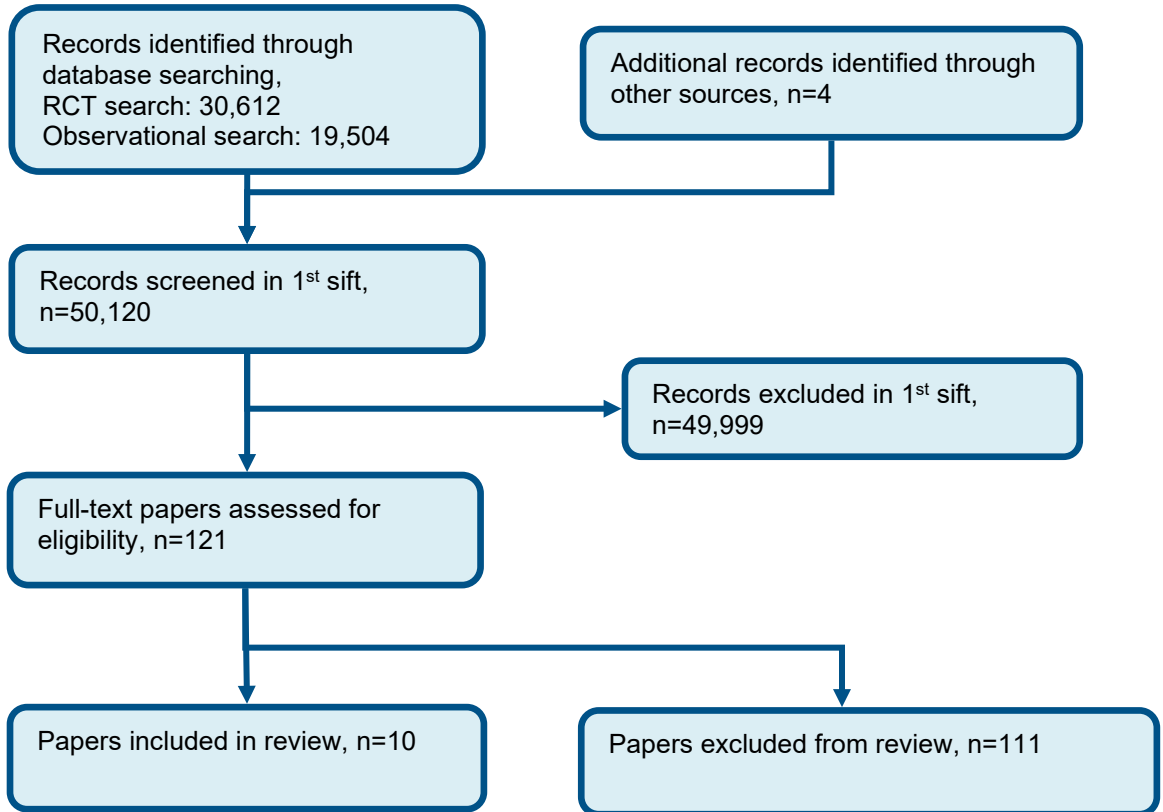 Records identified through
database searching,
RCT search: 30,612
Observational search: 19,504
Additional records identified through
other sources, n=4
Records screened in 1st sift,
n=50,120
Records excluded in 1st sift,
n=49,999
Full-text papers assessed for
eligibility, n=121
Papers included in review, n=10
Papers excluded from review, n=111